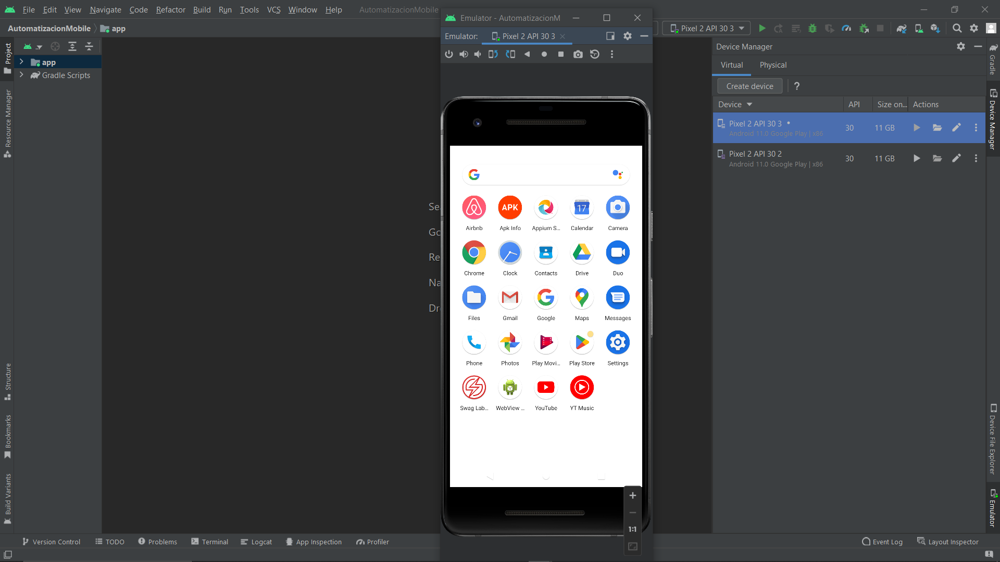 File Edit View Navigate Code Refactor Build Run Tools VCS Window Help AutomatizacionMobile
AutomatizacionMobile app
Pixel 2 API 30 3
Emulator - AutomatizacionM
Emulator: Pixel 2 API 30 3
Project
Resource Manager
Structure
Bookmarks
Build Variants
app
Gradle Scripts
Se
Na
Re
Airbnb
APK
Apk Info
Appium S...
17
Calendar
Camera
Chrome
Clock
Contacts
Drive
Duo
Files
Gmail
Google
Maps
Messages
Phone
Photos
Play Movi...
Play Store
Settings
Swag Lab...
WebView ...
YouTube
YT Music
1:1
Device Manager
Virtual Physical
Create device ?
Device API Size on... Actions
Pixel 2 API 30 3 30 11 GB
Android 11.0 Google Play | x86
Pixel 2 API 30 2 30 11 GB
Android 11.0 Google Play | x86
Gradle
Device Manager
Device File Explorer
Emulator
Version Control TODO Problems Terminal Logcat App Inspection Profiler Event Log Layout Inspector